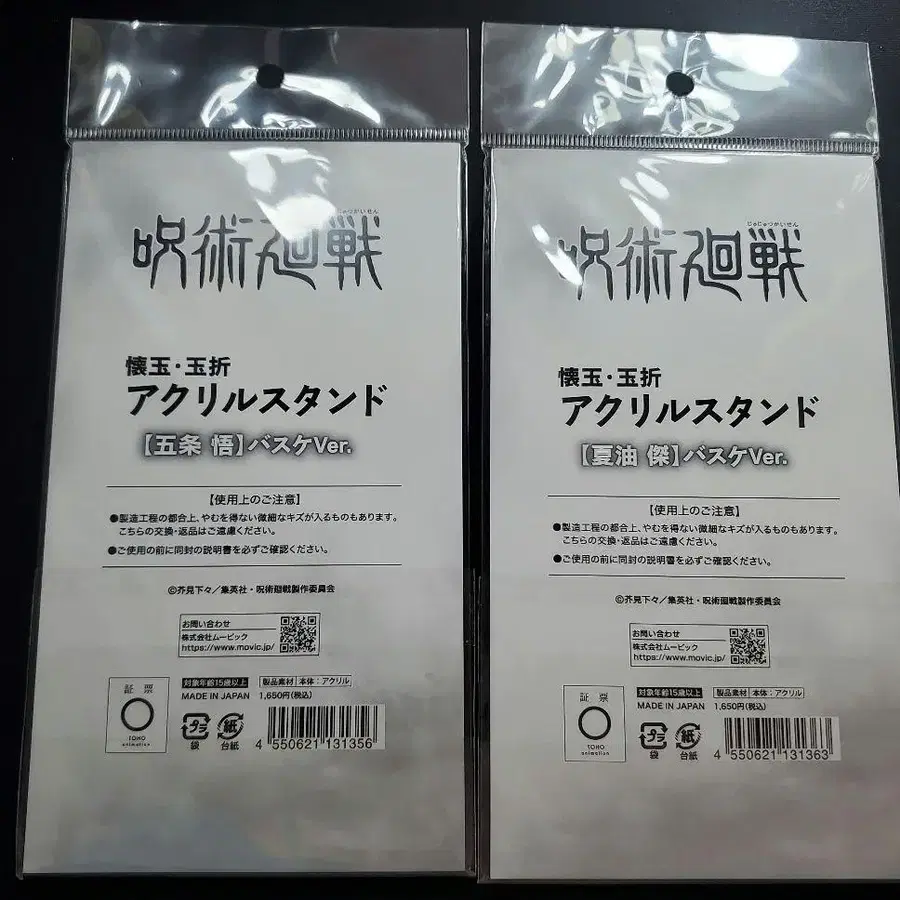 じゅじゅつかいせん
呪術廻戦
懐玉・玉折
アクリルスタンド
【五条 悟】バスケVer.
【使用上のご注意】
●製造工程の都合上、やむを得ない微細なキズが入るものもあります。
こちらの交換・返品はご遠慮ください。
●ご使用の前に同封の説明書を必ずご確認ください。
©芥見下々／集英社・呪術廻戦製作委員会
お問い合わせ
株式会社ムービック
https://www.movic.jp/
証票
TOHO
animation
対象年齢15歳以上
製品素材 本体:アクリル
MADE IN JAPAN 1,650円(税込)
プラ
袋
紙
台紙
4 550621 131356
じゅじゅつかいせん
呪術廻戦
懐玉・玉折
アクリルスタンド
【夏油 傑】バスケVer.
【使用上のご注意】
●製造工程の都合上、やむを得ない微細なキズが入るものもあります。
こちらの交換・返品はご遠慮ください。
●ご使用の前に同封の説明書を必ずご確認ください。
©芥見下々／集英社・呪術廻戦製作委員会
お問い合わせ
株式会社ムービック
https://www.movic.jp/
証票
TOHO
animation
対象年齢15歳以上
製品素材 本体:アクリル
MADE IN JAPAN 1,650円(税込)
プラ
袋
紙
台紙
4 550621 131363